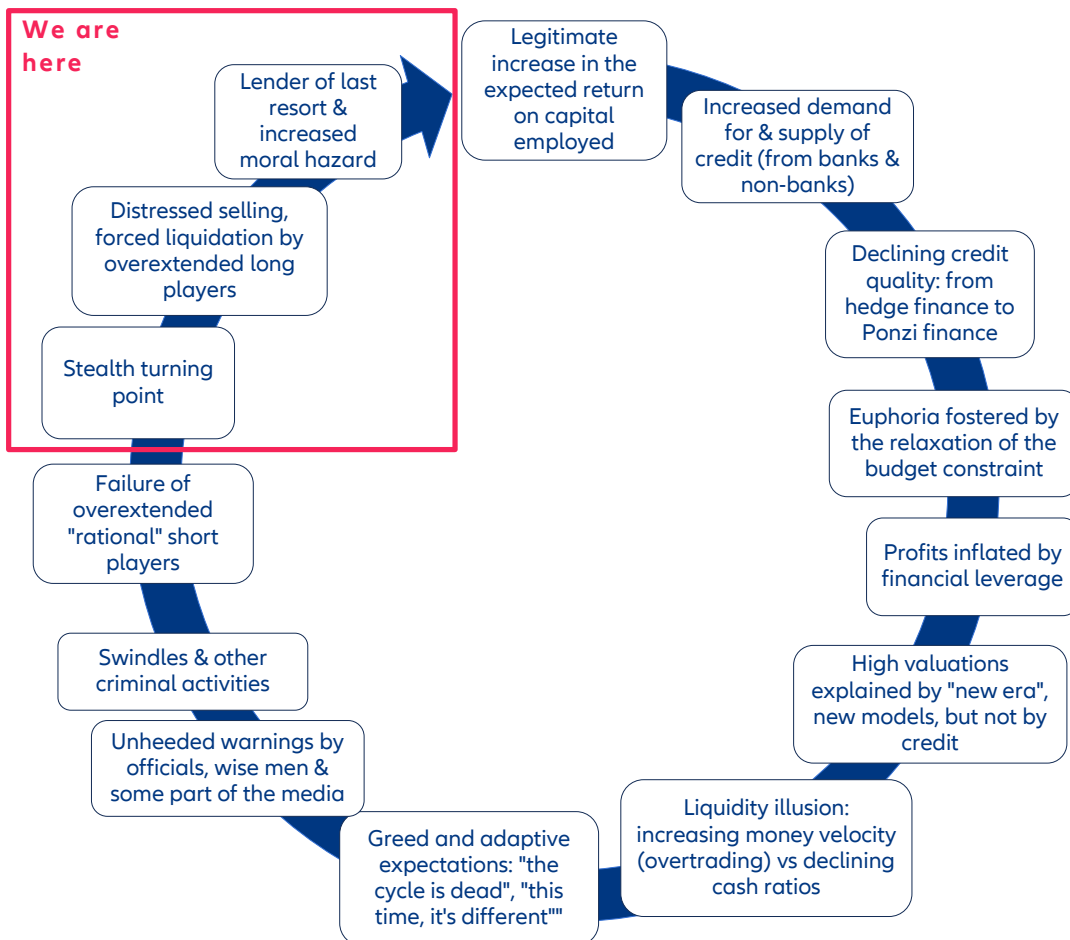 We are
here
Legitimate
increase in the
expected return
on capital
employed
Increased demand
for & supply of
credit (from banks &
non-banks)
Declining credit
quality: from
hedge finance to
Ponzi finance
Euphoria fostered by
the relaxation of the
budget constraint
Profits inflated by
financial leverage
High valuations
explained by "new era",
new models, but not by
credit
Liquidity illusion:
increasing money velocity
(overtrading) vs declining
cash ratios
Greed and adaptive
expectations: "the
cycle is dead", "this
time, it's different""
Unheeded warnings by
officials, wise men &
some part of the media
Swindles & other
criminal activities
Failure of
overextended
"rational" short
players
Stealth turning
point
Distressed selling,
forced liquidation by
overextended long
players
Lender of last
resort &
increased
moral hazard